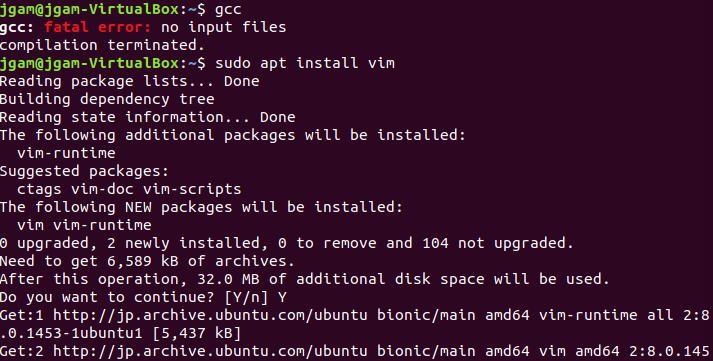 jgam@jgam-VirtualBox:~$ gcc
gcc: fatal error: no input files
compilation terminated.
jgam@jgam-VirtualBox:~$ sudo apt install vim
Reading package lists... Done
Building dependency tree
Reading state information... Done
The following additional packages will be installed:
  vim-runtime
Suggested packages:
  ctags vim-doc vim-scripts
The following NEW packages will be installed:
  vim vim-runtime
0 upgraded, 2 newly installed, 0 to remove and 104 not upgraded.
Need to get 6,589 kB of archives.
After this operation, 32.0 MB of additional disk space will be used.
Do you want to continue? [Y/n] Y
Get:1 http://jp.archive.ubuntu.com/ubuntu bionic/main amd64 vim-runtime all 2:8
.0.1453-1ubuntu1 [5,437 kB]
Get:2 http://jp.archive.ubuntu.com/ubuntu bionic/main amd64 vim amd64 2:8.0.145